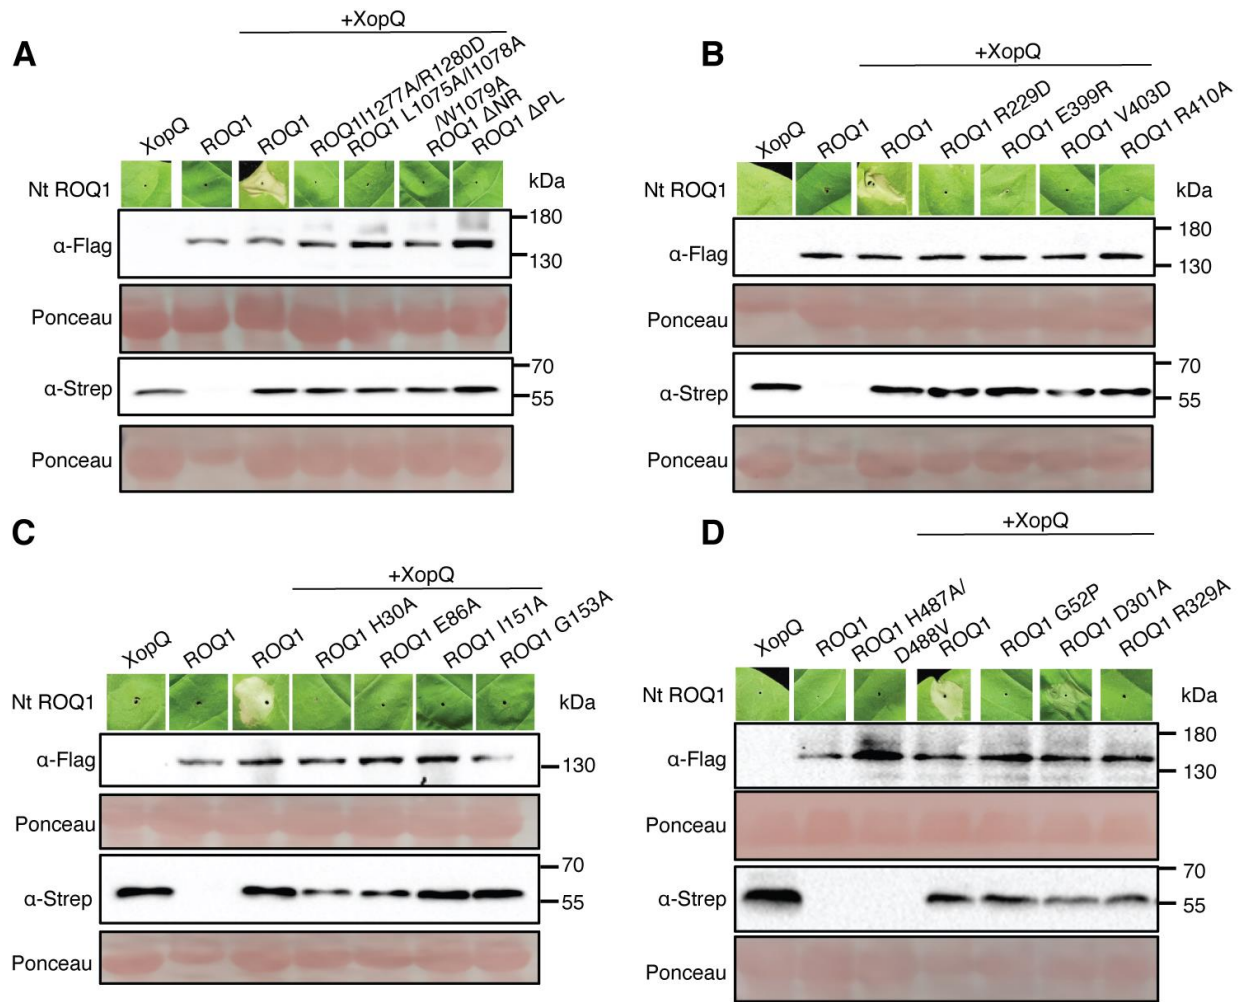 A
+XopQ
XopQ
ROQ1
ROQ1
ROQ1I1277A/R1280D
ROQ1 L1075A/I1078A
/W1079A
ROQ1 ΔNR
ROQ1 ΔPL
Nt ROQ1
kDa
α-Flag
180
130
Ponceau
α-Strep
70
55
Ponceau
B
+XopQ
XopQ
ROQ1
ROQ1
ROQ1 R229D
ROQ1 E399R
ROQ1 V403D
ROQ1 R410A
Nt ROQ1
kDa
α-Flag
180
130
Ponceau
α-Strep
70
55
Ponceau
C
+XopQ
XopQ
ROQ1
ROQ1
ROQ1 H30A
ROQ1 E86A
ROQ1 I151A
ROQ1 G153A
Nt ROQ1
kDa
α-Flag
130
Ponceau
α-Strep
70
55
Ponceau
D
+XopQ
XopQ
ROQ1
ROQ1 H487A/
D488V
ROQ1
ROQ1 G52P
ROQ1 D301A
ROQ1 R329A
Nt ROQ1
kDa
α-Flag
180
130
Ponceau
α-Strep
70
55
Ponceau